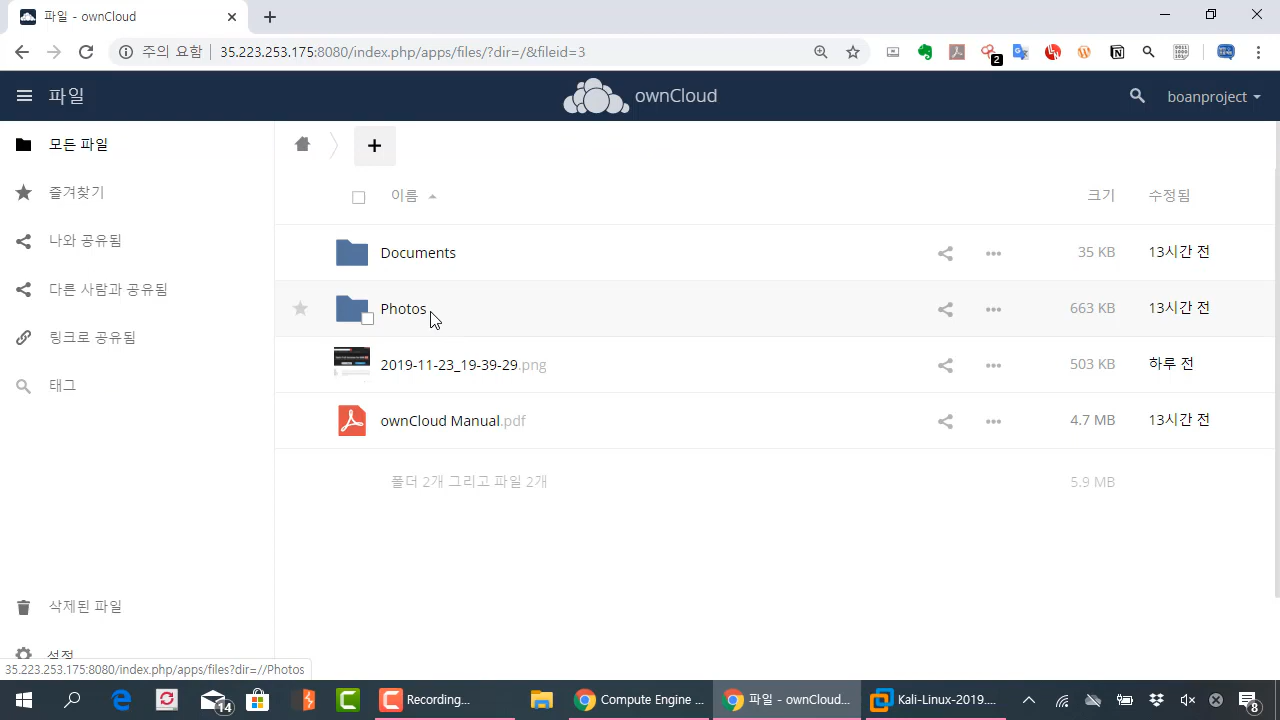 파일 - ownCloud
주의 요함
35.223.253.175:8080/index.php/apps/files/?dir=/&fileid=3
2
파일
ownCloud
boanproject
모든 파일
즐겨찾기
나와 공유됨
다른 사람과 공유됨
링크로 공유됨
태그
삭제된 파일
설정
이름 크기 수정됨
Documents 35 KB 13시간 전
Photos 663 KB 13시간 전
2019-11-23_19-39-29.png 503 KB 하루 전
ownCloud Manual.pdf 4.7 MB 13시간 전
폴더 2개 그리고 파일 2개 5.9 MB
35.223.253.175:8080/index.php/apps/files?dir=//Photos
14
Recording...
Compute Engine ...
파일 - ownCloud...
Kali-Linux-2019....
8